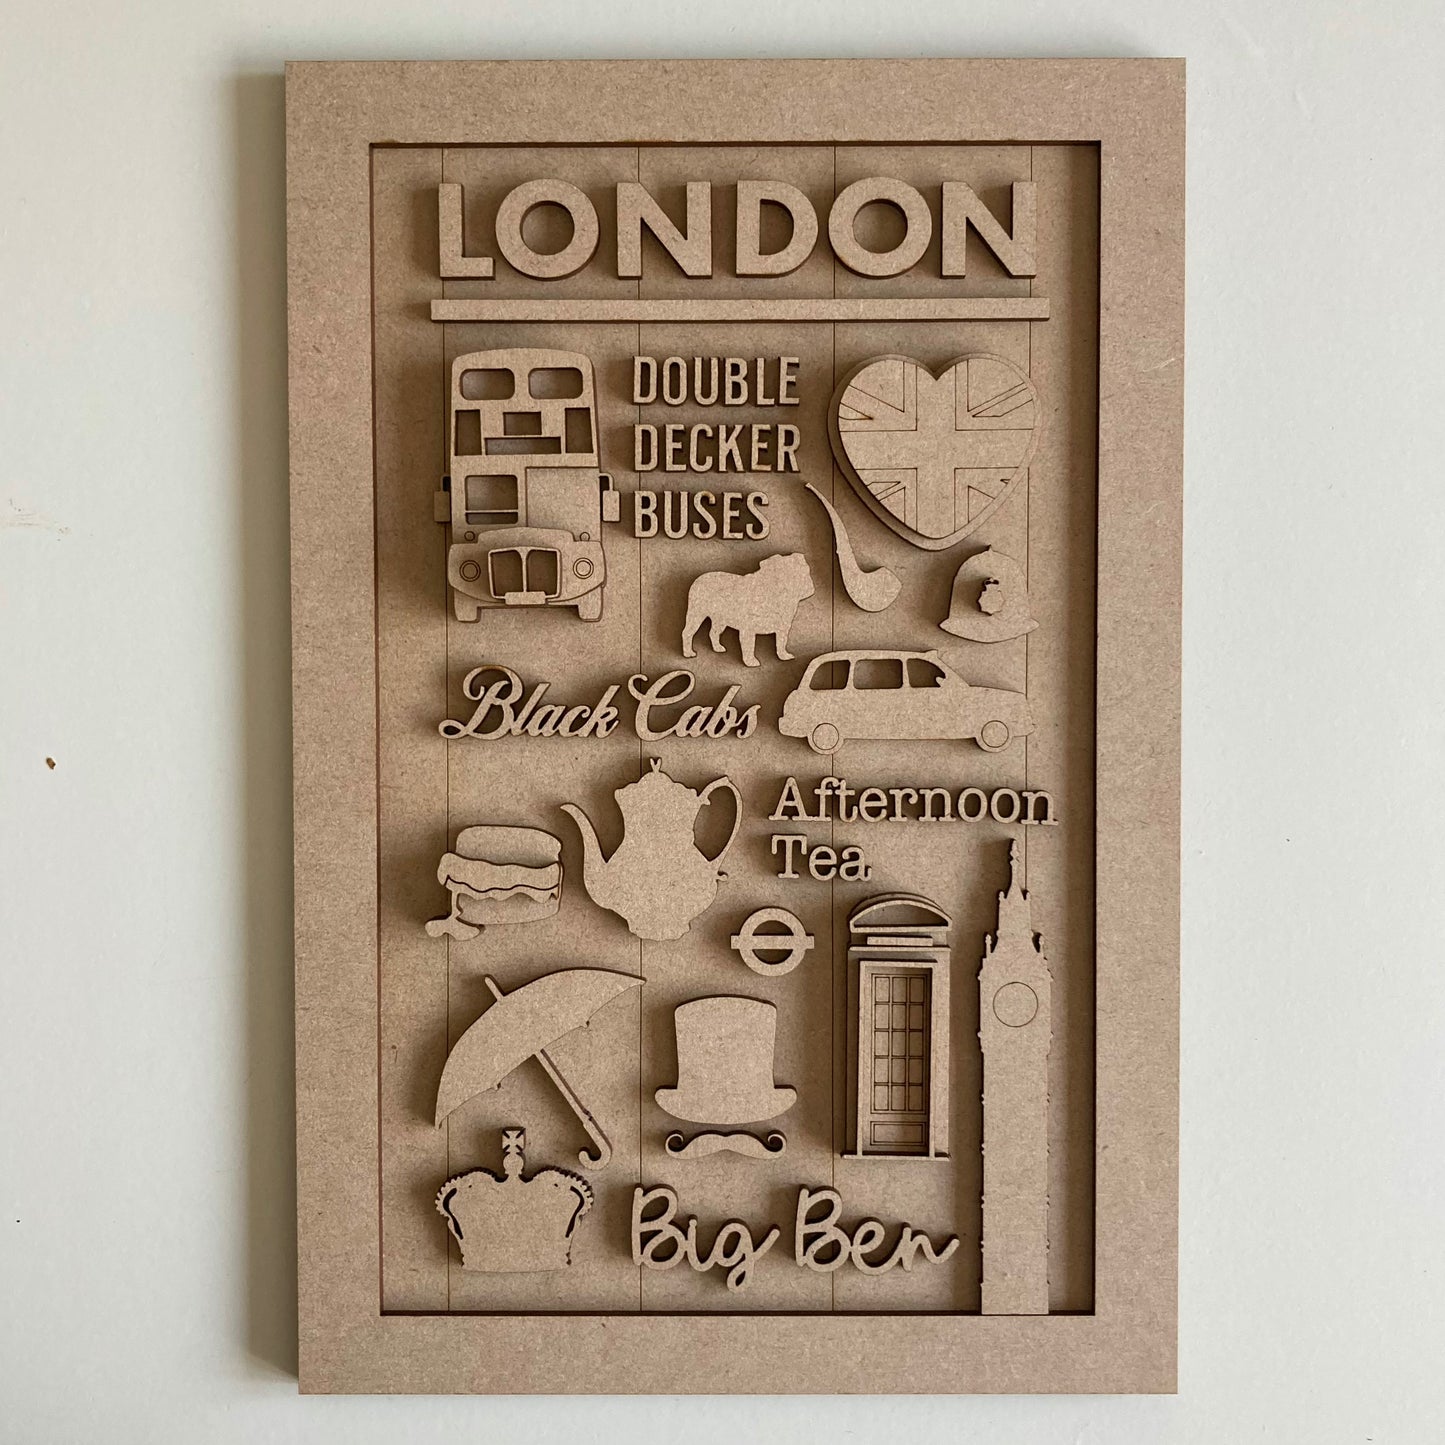 LONDON
DOUBLE
DECKER
BUSES
Black Cabs
Afternoon
Tea
Big Ben